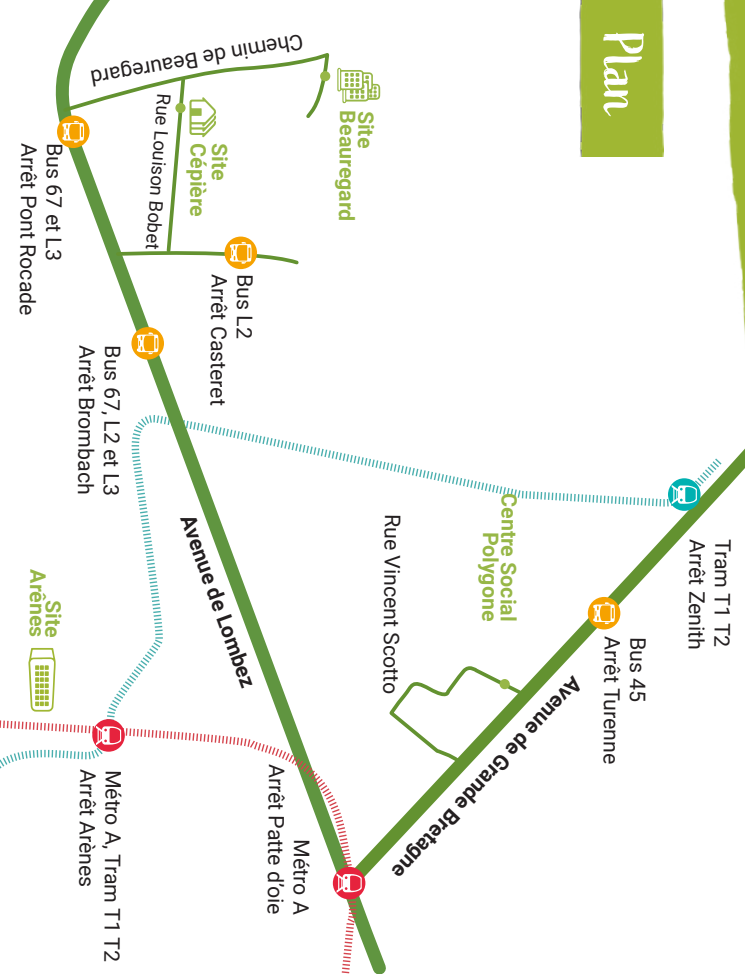 Plan
Chemin de Beauregard
Site
Beauregard
Rue Louison Bobet
Site
Cépière
Bus 67 et L3
Arrêt Pont Rocade
Bus L2
Arrêt Casteret
Bus 67, L2 et L3
Arrêt Brombach
Avenue de Lombez
Site
Arènes
Métro A, Tram T1 T2
Arrêt Arènes
Métro A
Arrêt Patte d'oie
Rue Vincent Scotto
Centre Social
Polygone
Tram T1 T2
Arrêt Zenith
Bus 45
Arrêt Turenne
Avenue de Grande Bretagne